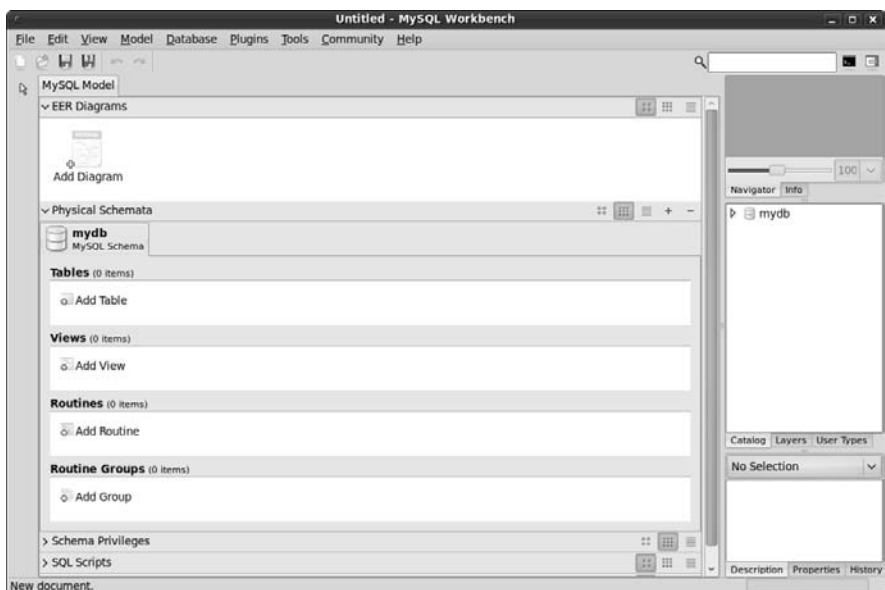 Untitled - MySQL Workbench
File Edit View Model Database Plugins Tools Community Help
MySQL Model
EER Diagrams
Add Diagram
100
Navigator Info
Physical Schemata
mydb
MySQL Schema
mydb
Tables (0 items)
Add Table
Views (0 items)
Add View
Routines (0 items)
Add Routine
Catalog Layers User Types
Routine Groups (0 items)
No Selection
Add Group
Schema Privileges
SQL Scripts
Description Properties History
New document.